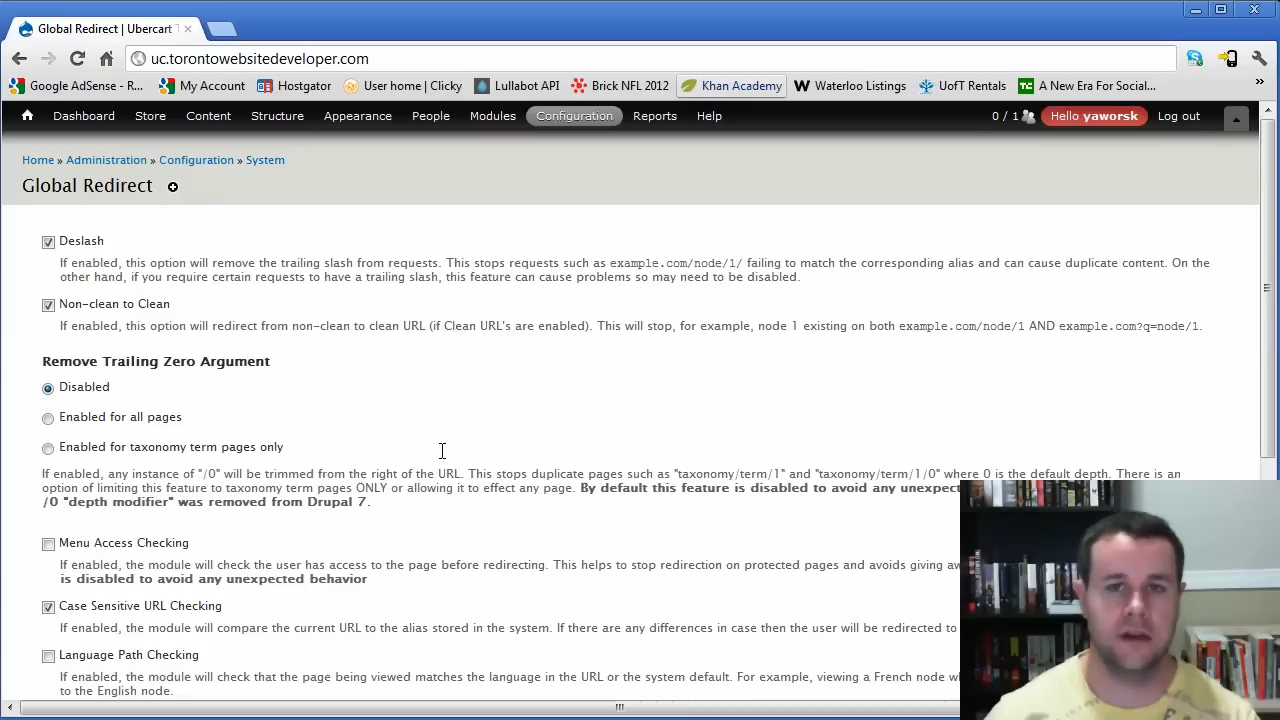 Global Redirect | Ubercart
uc.torontowebsitedeveloper.com
Google AdSense - R...
My Account
Hostgator
User home | Clicky
Lullabot API
Brick NFL 2012
Khan Academy
Waterloo Listings
UofT Rentals
A New Era For Social...
»
Dashboard
Store
Content
Structure
Appearance
People
Modules
Configuration
Reports
Help
0 / 1
Hello yaworsk
Log out
Home » Administration » Configuration » System
Global Redirect
Deslash
If enabled, this option will remove the trailing slash from requests. This stops requests such as example.com/node/1/ failing to match the corresponding alias and can cause duplicate content. On the
other hand, if you require certain requests to have a trailing slash, this feature can cause problems so may need to be disabled.
Non-clean to Clean
If enabled, this option will redirect from non-clean to clean URL (if Clean URL's are enabled). This will stop, for example, node 1 existing on both example.com/node/1 AND example.com?q=node/1.
Remove Trailing Zero Argument
Disabled
Enabled for all pages
Enabled for taxonomy term pages only
If enabled, any instance of "/0" will be trimmed from the right of the URL. This stops duplicate pages such as "taxonomy/term/1" and "taxonomy/term/1/0" where 0 is the default depth. There is an
option of limiting this feature to taxonomy term pages ONLY or allowing it to effect any page. By default this feature is disabled to avoid any unexpect
/0 "depth modifier" was removed from Drupal 7.
Menu Access Checking
If enabled, the module will check the user has access to the page before redirecting. This helps to stop redirection on protected pages and avoids giving aw
is disabled to avoid any unexpected behavior
Case Sensitive URL Checking
If enabled, the module will compare the current URL to the alias stored in the system. If there are any differences in case then the user will be redirected to
Language Path Checking
If enabled, the module will check that the page being viewed matches the language in the URL or the system default. For example, viewing a French node w
to the English node.